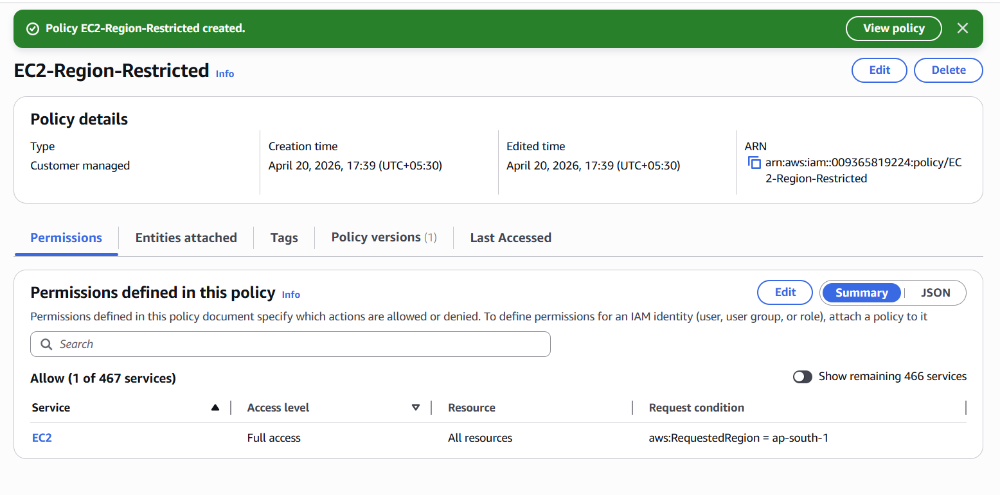 Policy EC2-Region-Restricted created.
View policy
EC2-Region-Restricted Info
Edit
Delete
Policy details
Type
Customer managed
Creation time
April 20, 2026, 17:39 (UTC+05:30)
Edited time
April 20, 2026, 17:39 (UTC+05:30)
ARN
arn:aws:iam::009365819224:policy/EC
2-Region-Restricted
Permissions
Entities attached
Tags
Policy versions (1)
Last Accessed
Permissions defined in this policy Info
Edit
Summary
JSON
Permissions defined in this policy document specify which actions are allowed or denied. To define permissions for an IAM identity (user, user group, or role), attach a policy to it
Search
Allow (1 of 467 services)
Show remaining 466 services
Service
Access level
Resource
Request condition
EC2
Full access
All resources
aws:RequestedRegion = ap-south-1